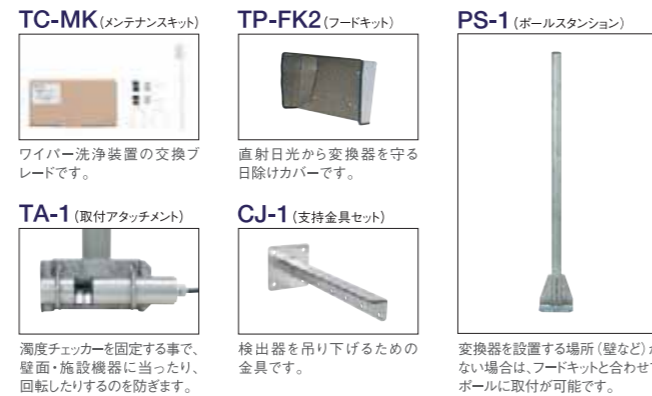 TC-MK(メンテナンスキット)
ワイパー洗浄装置の交換ブ
レードです。
TP-FK2(フードキット)
直射日光から変換器を守る
日除けカバーです。
PS-1(ポールスタンション)
TA-1(取付アタッチメント)
濁度チェッカーを固定する事で、
壁面・施設機器に当ったり、
回転したりするのを防ぎます。
CJ-1(支持金具セット)
検出器を吊り下げるための
金具です。
変換器を設置する場所(壁など)
ない場合は、フードキットと合わせ
ポールに取付が可能です。